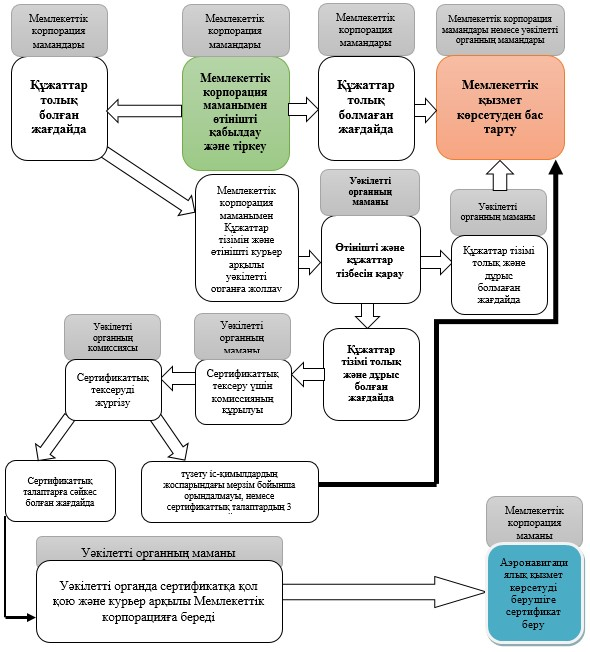 Мемлекеттік
корпорация
мамандары
Құжаттар
толық
болған
жағдайда
Мемлекеттік
корпорация
мамандары
Мемлекеттік
корпорация
маманымен
өтінішті
қабылдау
және тіркеу
Мемлекеттік
корпорация
мамандары
Құжаттар
толық
болмаған
жағдайда
Мемлекеттік корпорация
мамандары немесе уәкілетті
органның мамандары
Мемлекеттік
қызмет
көрсетуден бас
тарту
Мемлекеттік
корпорация
маманымен
Құжаттар
тізімін және
өтінішті курьер
арқылы
уәкілетті
органға жолдау
Уәкілетті
органның
маманы
Өтінішті және
құжаттар
тізбесін қарау
Уәкілетті
органның маманы
Құжаттар тізімі
толық және
дұрыс
болмаған
жағдайда
Құжаттар
тізімі толық
және дұрыс
болған
жағдайда
Уәкілетті
органның
маманы
Сертификаттық
тексеру үшін
комиссияның
құрылуы
Уәкілетті
органның
комиссиясы
Сертификаттық
тексеруді
жүргізу
Сертификаттық
талаптарға сәйкес
болған жағдайда
түзету іс-қимылдардың
жоспарындағы мерзім бойынша
орындалмауы, немесе
сертификаттық талаптардың 3
Уәкілетті органның маманы
Уәкілетті органда сертификатқа қол
қою және курьер арқылы Мемлекеттік
корпорацияға береді
Мемлекеттік
корпорация
маманы
Аэронавигаци
ялық қызмет
көрсетуді
берушіге
сертификат
беру